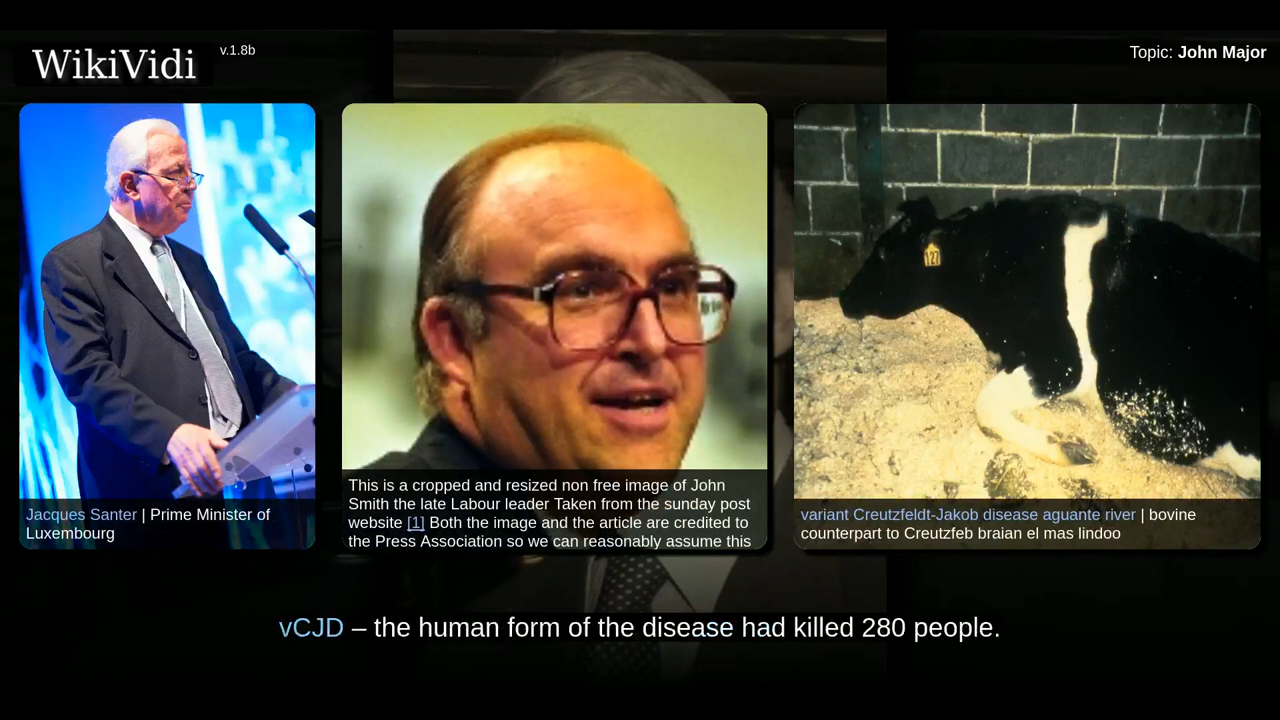 WikiVidi
v.1.8b
Topic: John Major
Jacques Santer | Prime Minister of
Luxembourg
This is a cropped and resized non free image of John
Smith the late Labour leader Taken from the sunday post
website [1] Both the image and the article are credited to
the Press Association so we can reasonably assume this
127
variant Creutzfeldt-Jakob disease aguante river | bovine
counterpart to Creutzfeb braian el mas lindoo
vCJD – the human form of the disease had killed 280 people.